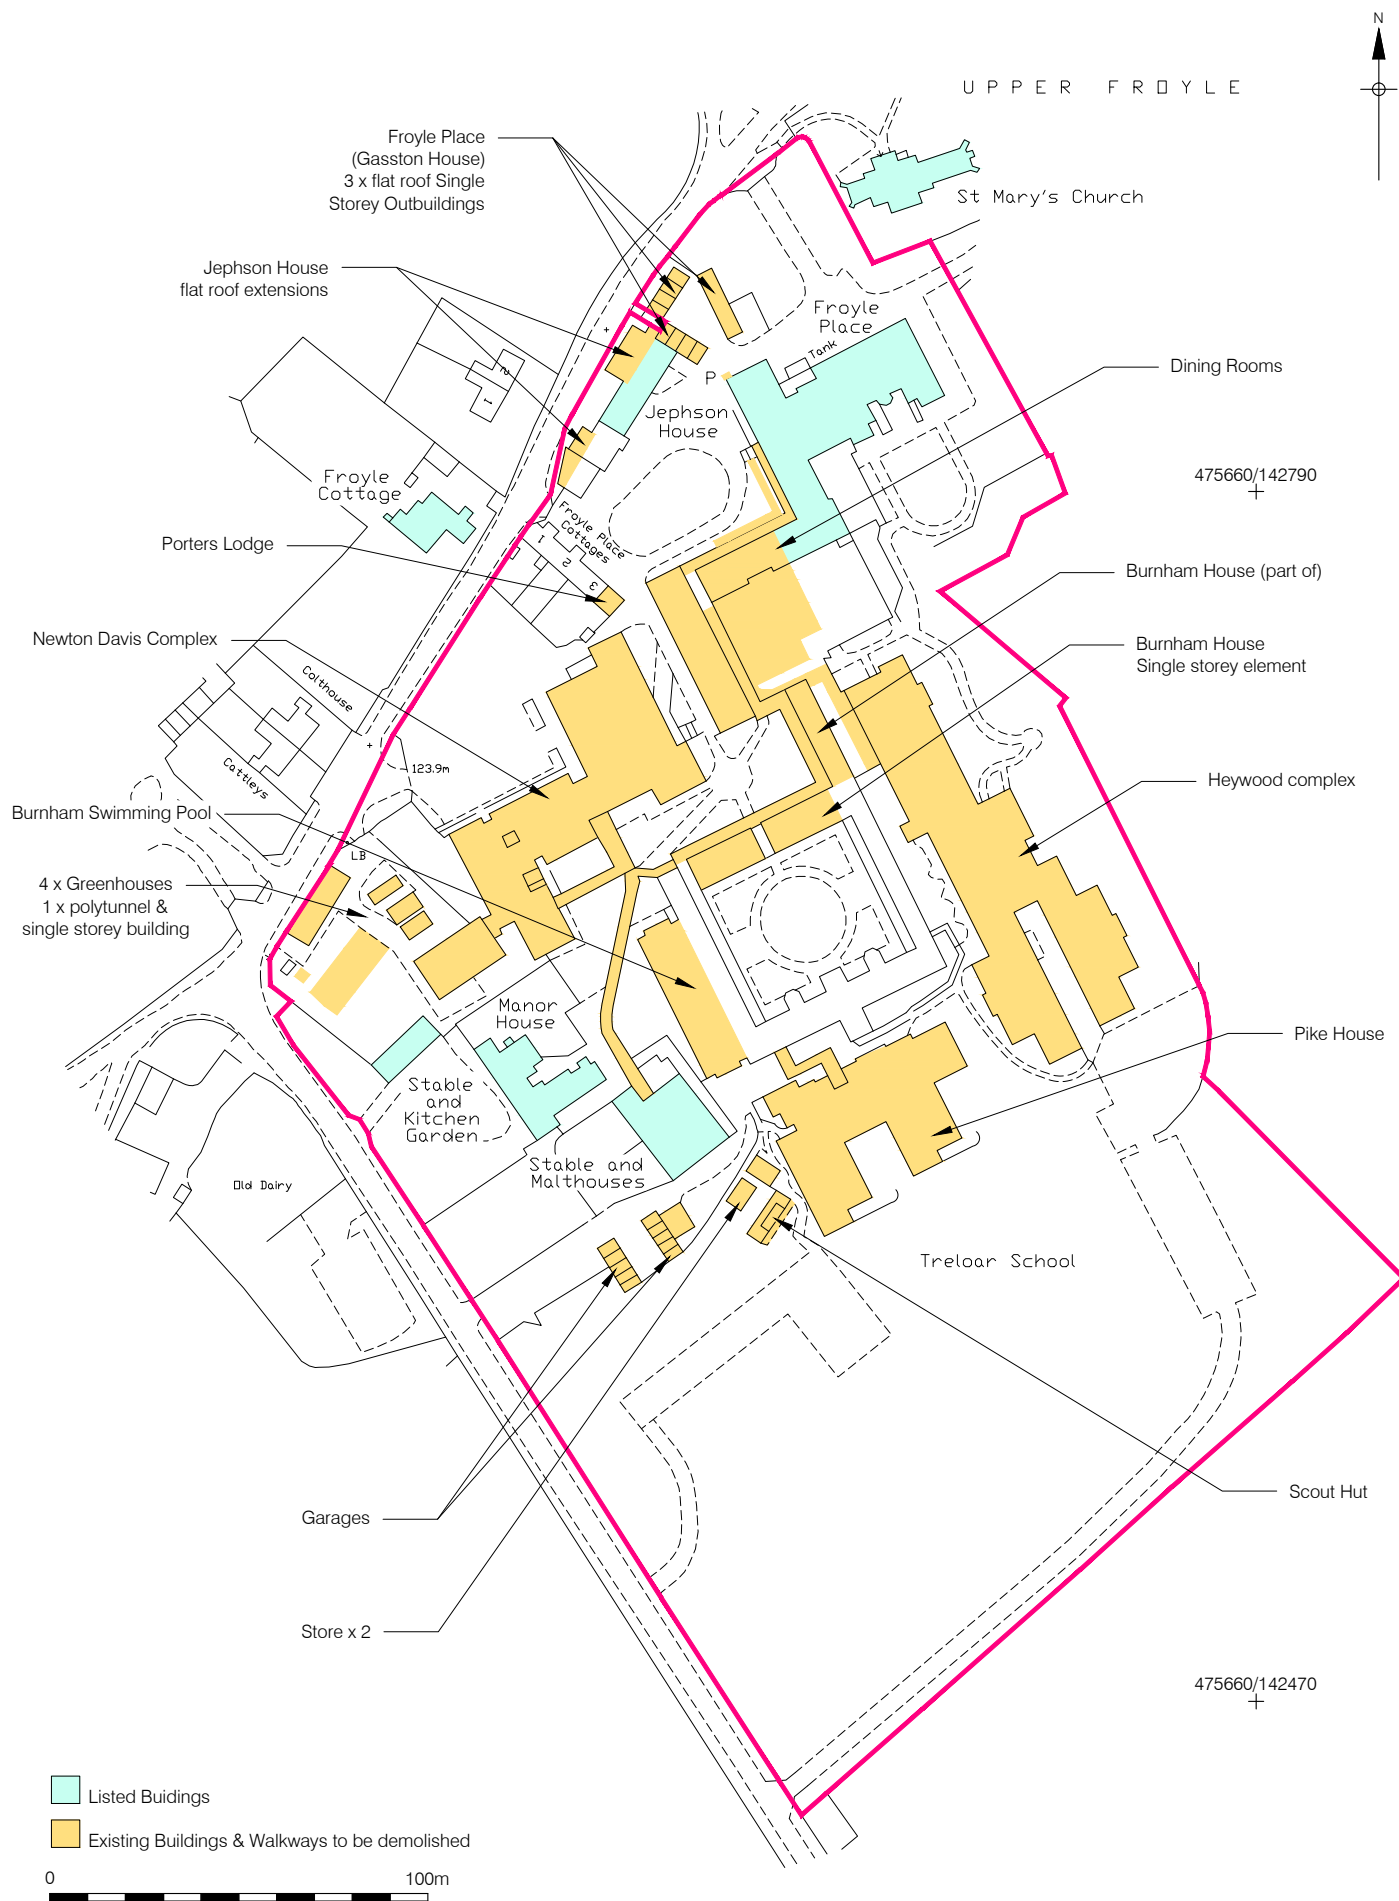 N
UPPER FROYLE
Froyle Place
(Gasston House)
3 x flat roof Single
Storey Outbuildings
St Mary's Church
Jephson House
flat roof extensions
Froyle
Place
Tank
Dining Rooms
P
2
1
Jephson
House
475660/142790
Froyle
Cottage
Froyle Place
Cottages
1
2
3
Porters Lodge
Burnham House (part of)
Newton Davis Complex
Burnham House
Single storey element
Colthouse
Cattleys
123.9m
Heywood complex
Burnham Swimming Pool
LB
4 x Greenhouses
1 x polytunnel &
single storey building
Manor
House
Pike House
Stable
and
Kitchen
Garden
Stable and
Malthouses
Old Dairy
Treloar School
Garages
Scout Hut
Store x 2
475660/142470
Listed Buidings
Existing Buildings & Walkways to be demolished
0 100m